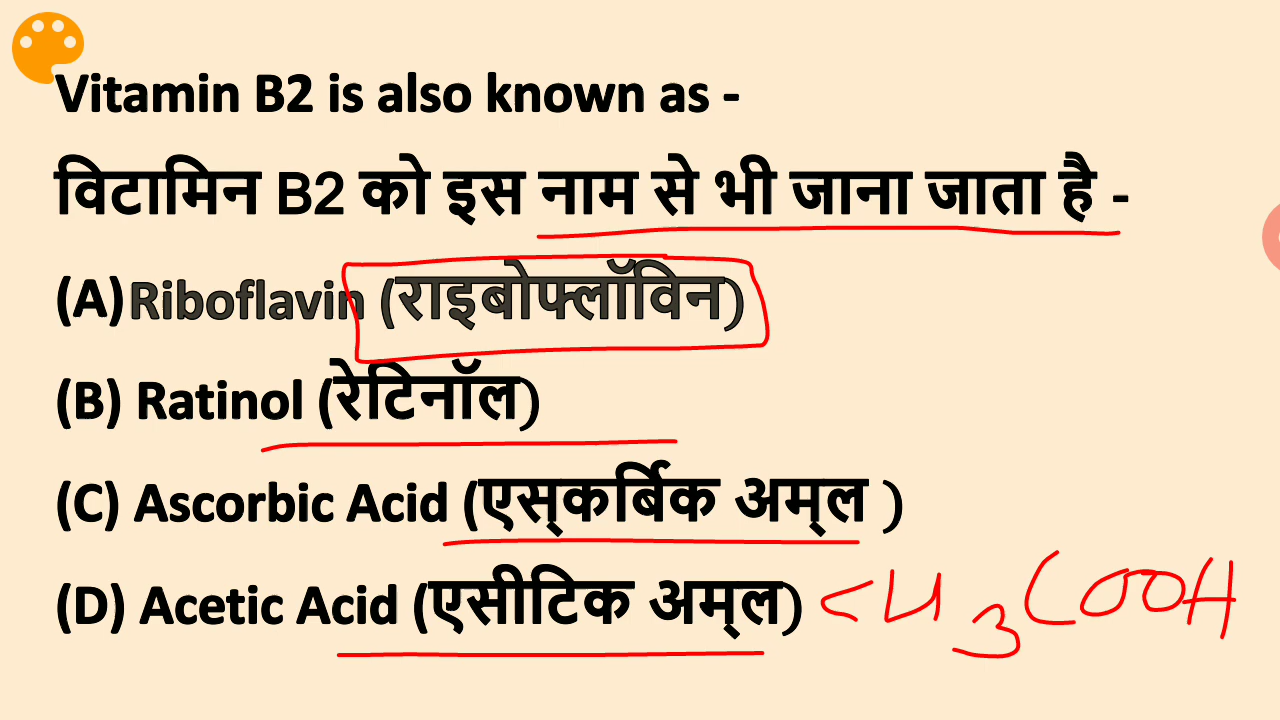 Vitamin B2 is also known as -
विटामिन B2 को इस नाम से भी जाना जाता है -
(A)Riboflavin (राइबोफ्लॉविन)
(B) Ratinol (रेटिनॉल)
(C) Ascorbic Acid (एस्‌कर्बिक अम्‌ल )
(D) Acetic Acid (एसीटिक अम्‌ल) CH3COOH